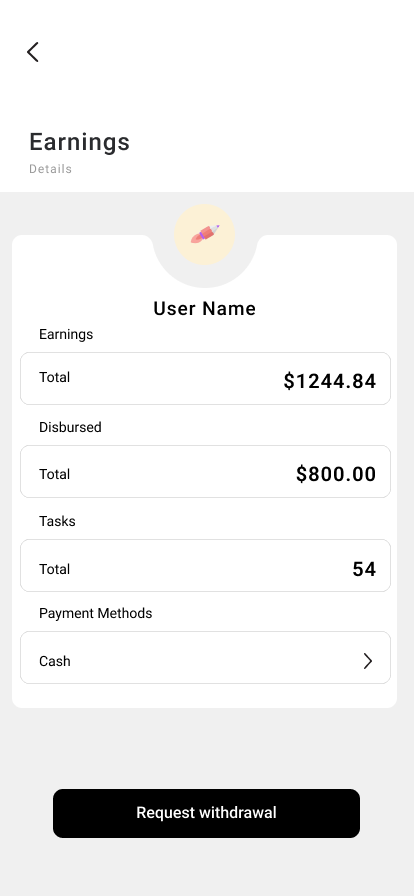 Earnings
Details
User Name
Earnings
Total $1244.84
Disbursed
Total $800.00
Tasks
Total 54
Payment Methods
Cash
Request withdrawal